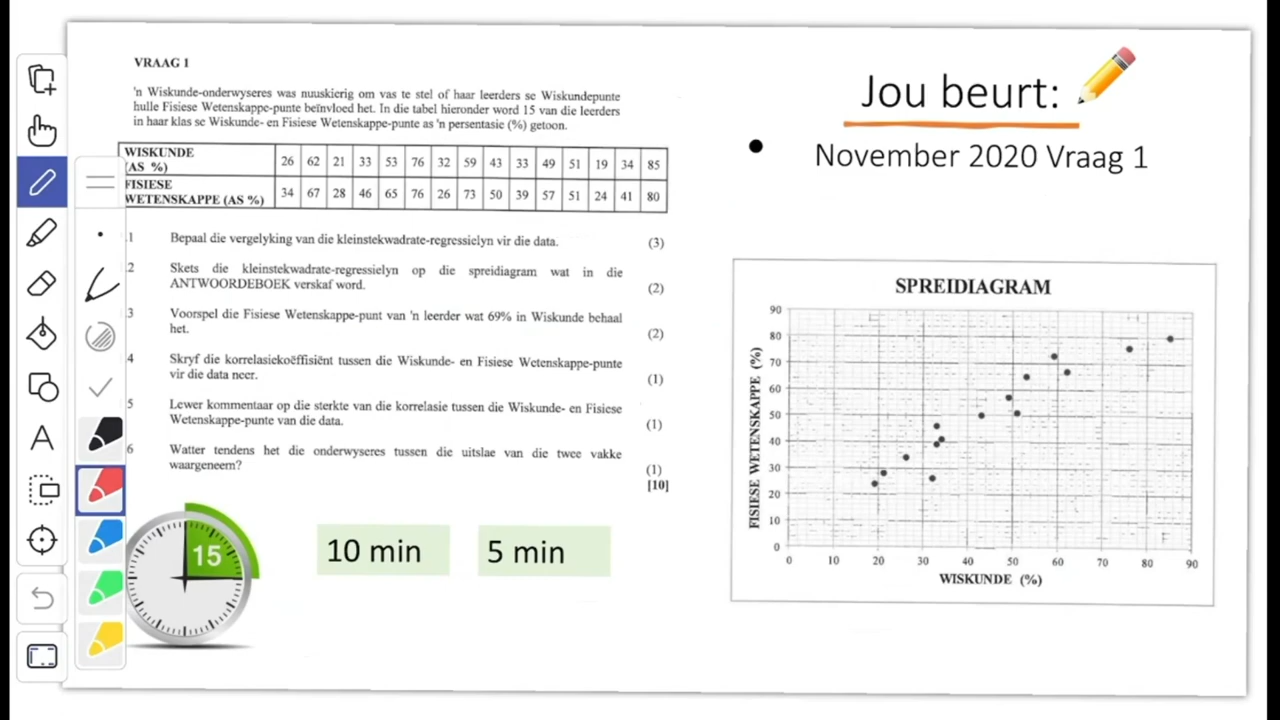 VRAAG 1
'n Wiskunde-onderwyseres was nuuskierig om vas te stel of haar leerders se Wiskundepunte
hulle Fisiese Wetenskappe-punte beïnvloed het. In die tabel hieronder word 15 van die leerders
in haar klas se Wiskunde- en Fisiese Wetenskappe-punte as 'n persentasie (%) getoon.
WISKUNDE (AS %) 26 62 21 33 53 76 32 59 43 33 49 51 19 34 85
FISIESE WETENSKAPPE (AS %) 34 67 28 46 65 76 26 73 50 39 57 51 24 41 80
.1 Bepaal die vergelyking van die kleinstekwadrate-regressielyn vir die data. (3)
.2 Skets die kleinstekwadrate-regressielyn op die spreidiagram wat in die
ANTWOORDEBOEK verskaf word. (2)
.3 Voorspel die Fisiese Wetenskappe-punt van 'n leerder wat 69% in Wiskunde behaal
het. (2)
.4 Skryf die korrelasiekoëffisiënt tussen die Wiskunde- en Fisiese Wetenskappe-punte
vir die data neer. (1)
5 Lewer kommentaar op die sterkte van die korrelasie tussen die Wiskunde- en Fisiese
Wetenskappe-punte van die data. (1)
6 Watter tendens het die onderwyseres tussen die uitslae van die twee vakke
waargeneem? (1)
[10]
15
10 min
5 min
Jou beurt:
• November 2020 Vraag 1
SPREIDIAGRAM
FISIESE WETENSKAPPE (%)
90
80
70
60
50
40
30
20
10
0
0 10 20 30 40 50 60 70 80 90
WISKUNDE (%)
A